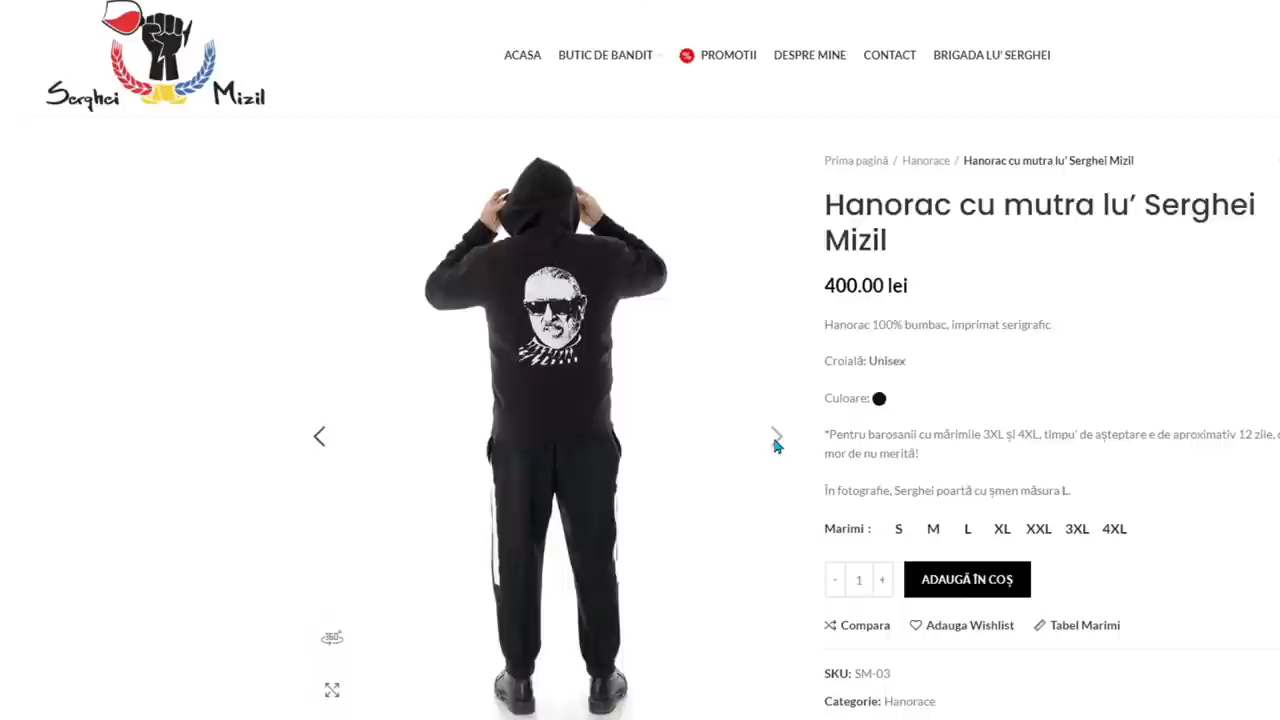 Serghei Mizil
ACASA BUTIC DE BANDIT % PROMOTII DESPRE MINE CONTACT BRIGADA LU' SERGHEI
Prima pagină / Hanorace / Hanorac cu mutra lu' Serghei Mizil
Hanorac cu mutra lu' Serghei
Mizil
400.00 lei
Hanorac 100% bumbac, imprimat serigrafic
Croială: Unisex
Culoare:
*Pentru barosanii cu mărimile 3XL și 4XL, timpu' de așteptare e de aproximativ 12 zile,
mor de nu merită!
În fotografie, Serghei poartă cu șmen măsura L.
Marimi : S M L XL XXL 3XL 4XL
- 1 + ADAUGĂ ÎN COȘ
Compara Adauga Wishlist Tabel Marimi
360°
SKU: SM-03
Categorie: Hanorace